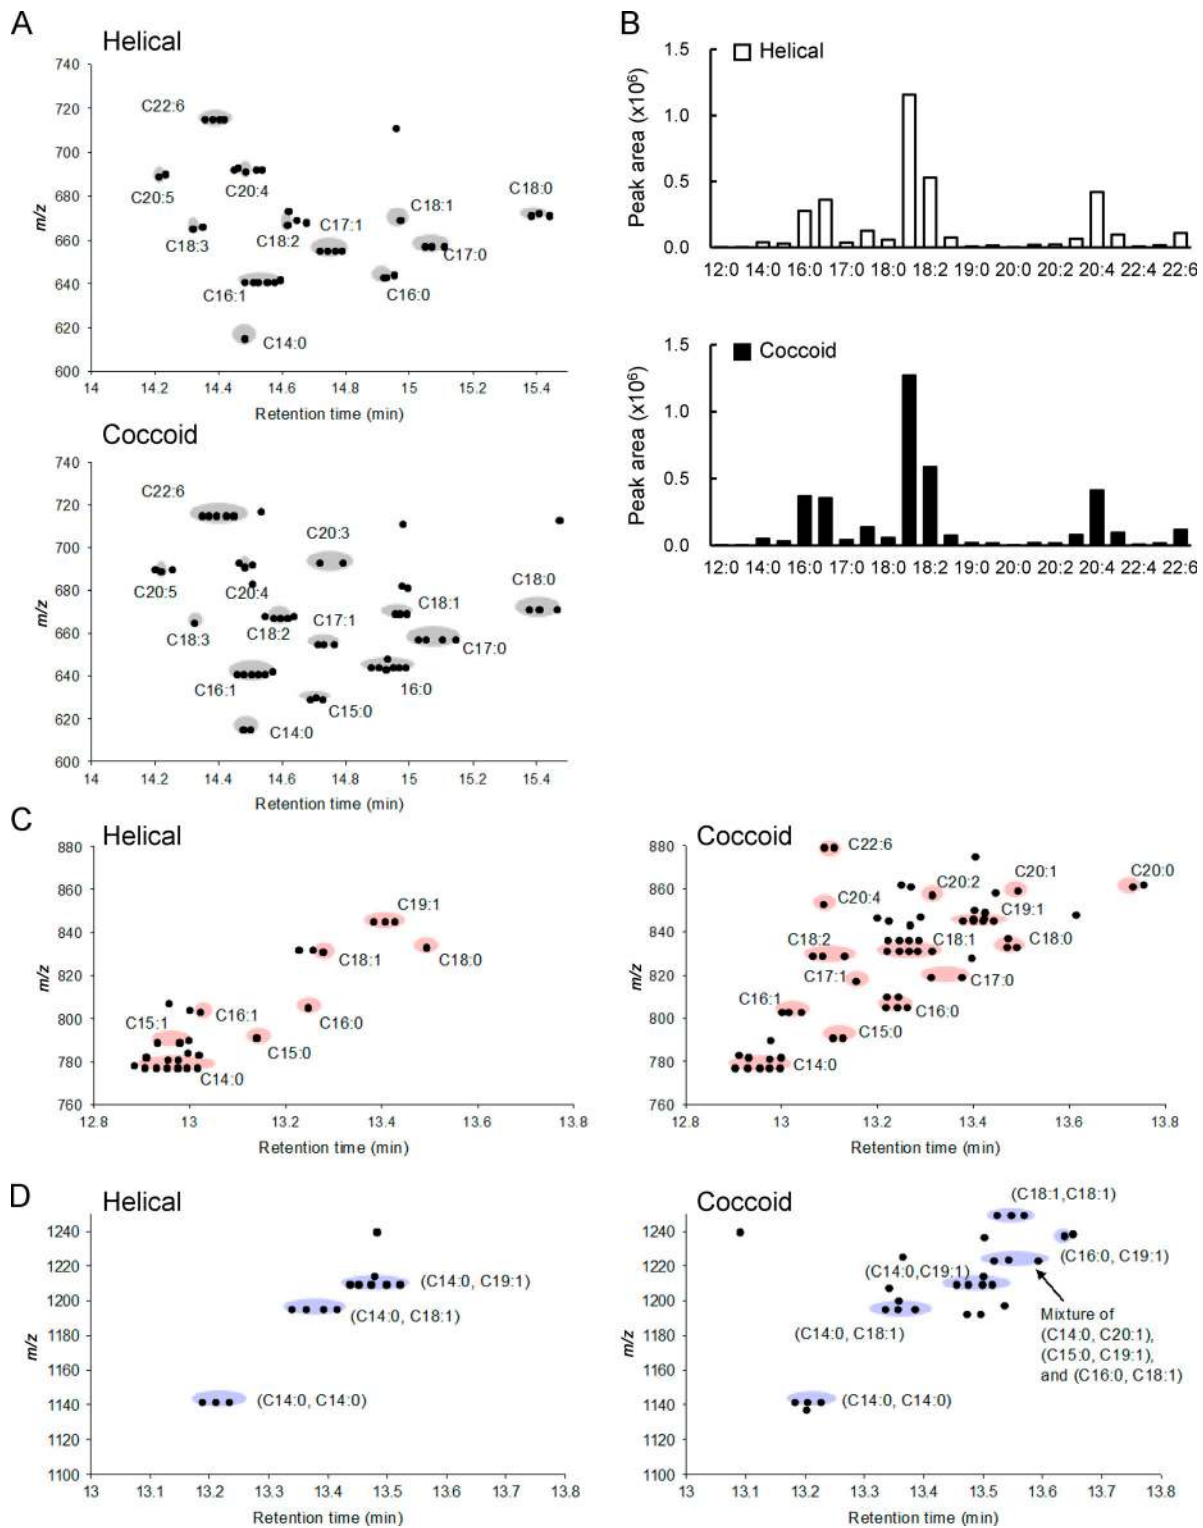 A
Helical
740
720
700
680
660
640
620
600
m/z
C22:6
C20:5
C20:4
C18:3
C18:2
C17:1
C18:1
C18:0
C17:0
C16:1
C16:0
C14:0
14 14.2 14.4 14.6 14.8 15 15.2 15.4
Retention time (min)
Coccoid
740
720
700
680
660
640
620
600
m/z
C22:6
C20:3
C20:5
C20:4
C18:0
C18:1
C17:1
C18:3
C18:2
C17:0
C16:1
16:0
C15:0
C14:0
14 14.2 14.4 14.6 14.8 15 15.2 15.4
Retention time (min)
B
Helical
1.5
1.0
0.5
0.0
Peak area (x10⁶)
12:0 14:0 16:0 17:0 18:0 18:2 19:0 20:0 20:2 20:4 22:4 22:6
Coccoid
1.5
1.0
0.5
0.0
Peak area (x10⁶)
12:0 14:0 16:0 17:0 18:0 18:2 19:0 20:0 20:2 20:4 22:4 22:6
C
Helical
880
860
840
820
800
780
760
m/z
C19:1
C18:1
C18:0
C15:1
C16:1
C16:0
C15:0
C14:0
12.8 13 13.2 13.4 13.6 13.8
Retention time (min)
Coccoid
880
860
840
820
800
780
760
m/z
C22:6
C20:4
C20:2
C20:1
C20:0
C19:1
C18:2
C18:1
C18:0
C17:1
C17:0
C16:1
C16:0
C15:0
C14:0
12.8 13 13.2 13.4 13.6 13.8
Retention time (min)
D
Helical
1240
1220
1200
1180
1160
1140
1120
1100
m/z
(C14:0, C19:1)
(C14:0, C18:1)
(C14:0, C14:0)
13 13.1 13.2 13.3 13.4 13.5 13.6 13.7 13.8
Retention time (min)
Coccoid
1240
1220
1200
1180
1160
1140
1120
1100
m/z
(C18:1,C18:1)
(C16:0, C19:1)
(C14:0,C19:1)
(C14:0, C18:1)
Mixture of
(C14:0, C20:1),
(C15:0, C19:1),
and (C16:0, C18:1)
(C14:0, C14:0)
13 13.1 13.2 13.3 13.4 13.5 13.6 13.7 13.8
Retention time (min)